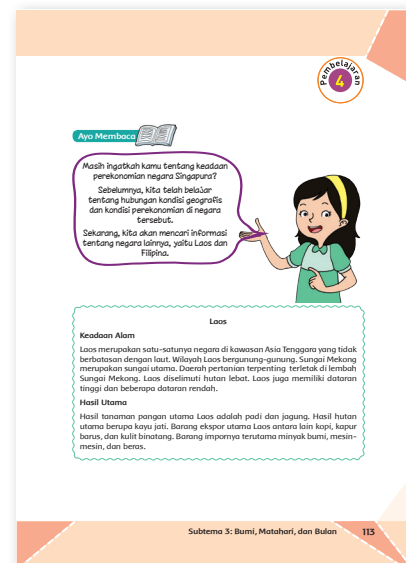 Pembelajaran
4
Ayo Membaca
Masih ingatkah kamu tentang keadaan
perekonomian negara Singapura?
Sebelumnya, kita telah belajar
tentang hubungan kondisi geografis
dan kondisi perekonomian di negara
tersebut.
Sekarang, kita akan mencari informasi
tentang negara lainnya, yaitu Laos dan
Filipina.
Laos
Keadaan Alam
Laos merupakan satu-satunya negara di kawasan Asia Tenggara yang tidak
berbatasan dengan laut. Wilayah Laos bergunung-gunung. Sungai Mekong
merupakan sungai utama. Daerah pertanian terpenting terletak di lembah
Sungai Mekong. Laos diselimuti hutan lebat. Laos juga memiliki dataran
tinggi dan beberapa dataran rendah.
Hasil Utama
Hasil tanaman pangan utama Laos adalah padi dan jagung. Hasil hutan
utama berupa kayu jati. Barang ekspor utama Laos antara lain kopi, kapur
barus, dan kulit binatang. Barang impornya terutama minyak bumi, mesin-
mesin, dan beras.
Subtema 3: Bumi, Matahari, dan Bulan 113